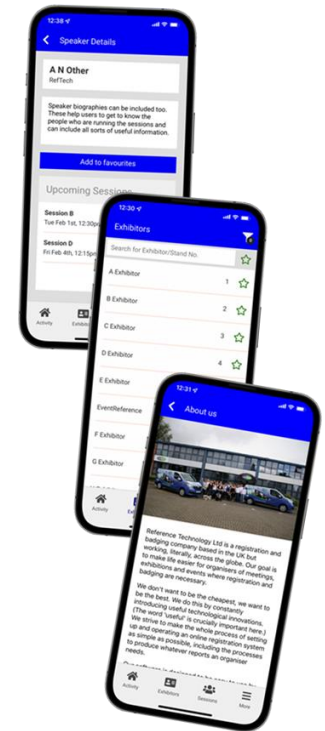 12:38
Speaker Details
A N Other
RefTech
Speaker biographies can be included too.
These help users to get to know the
people who are running the sessions and
can include all sorts of useful information.
Add to favourites
Upcoming Sessions
Session B
Tue Feb 1st, 12:30p
Session D
Fri Feb 4th, 12:15p
Activity
Exhibit
12:30
Exhibitors
Search for Exhibitor/Stand No.
A Exhibitor 1
B Exhibitor 2
C Exhibitor 3
D Exhibitor 4
E Exhibitor
EventReference
F Exhibitor
G Exhibitor
Activity
12:31
About us
Reference Technology Ltd is a registration and
badging company based in the UK but
working, literally, across the globe. Our goal is
to make life easier for organisers of meetings,
exhibitions and events where registration and
badging are necessary.
We don't want to be the cheapest, we want to
be the best. We do this by constantly
introducing useful technological innovations.
(The word 'useful' is crucially important here.)
We strive to make the whole process of setting
up and operating an online registration system
as simple as possible, including the processes
to produce whatever reports an organiser
needs.
Activity
Exhibitors
Sessions
More